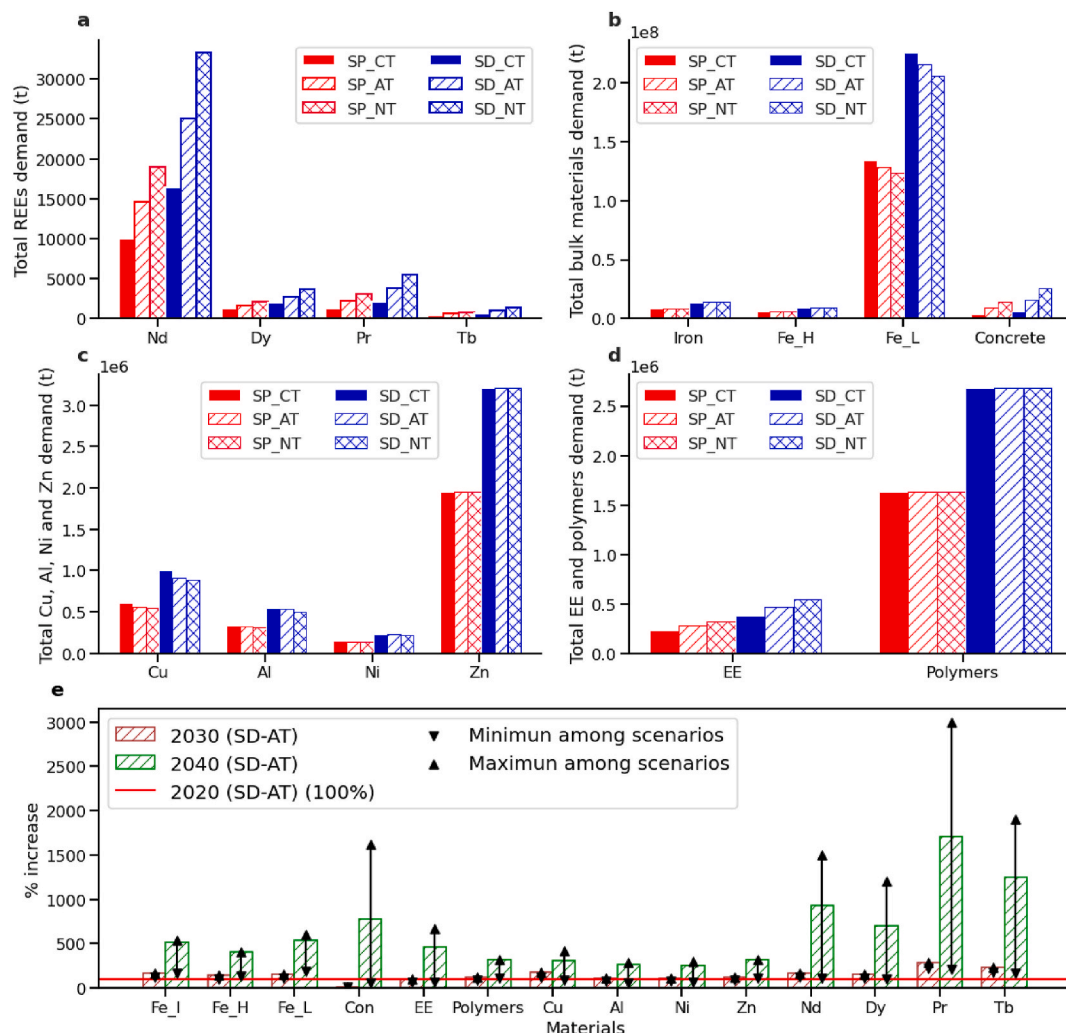 a
Total REEs demand (t)
30000
25000
20000
15000
10000
5000
0
SP_CT SD_CT
SP_AT SD_AT
SP_NT SD_NT
Nd Dy Pr Tb
b
1e8
Total bulk materials demand (t)
2.0
1.5
1.0
0.5
0.0
SP_CT SD_CT
SP_AT SD_AT
SP_NT SD_NT
Iron Fe_H Fe_L Concrete
c
1e6
Total Cu, Al, Ni and Zn demand (t)
3.0
2.0
1.5
1.0
0.5
0.0
SP_CT SD_CT
SP_AT SD_AT
SP_NT SD_NT
Cu Al Ni Zn
d
1e6
Total EE and polymers demand (t)
2.5
2.0
1.5
1.0
0.5
0.0
SP_CT SD_CT
SP_AT SD_AT
SP_NT SD_NT
EE Polymers
e
% increase
3000
2500
2000
1500
1000
500
0
2030 (SD-AT) Minimun among scenarios
2040 (SD-AT) Maximun among scenarios
2020 (SD-AT) (100%)
Fe_I Fe_H Fe_L Con EE Polymers Cu Al Ni Zn Nd Dy Pr Tb
Materials